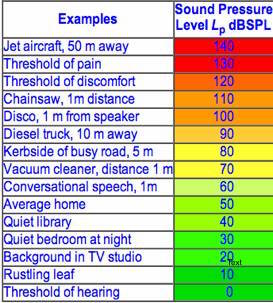 Examples Sound Pressure
Level Lp dBSPL
Jet aircraft, 50 m away 140
Threshold of pain 130
Threshold of discomfort 120
Chainsaw, 1m distance 110
Disco, 1 m from speaker 100
Diesel truck, 10 m away 90
Kerbside of busy road, 5 m 80
Vacuum cleaner, distance 1 m 70
Conversational speech, 1m 60
Average home 50
Quiet library 40
Quiet bedroom at night 30
Background in TV studio 20
Text
Rustling leaf 10
Threshold of hearing 0